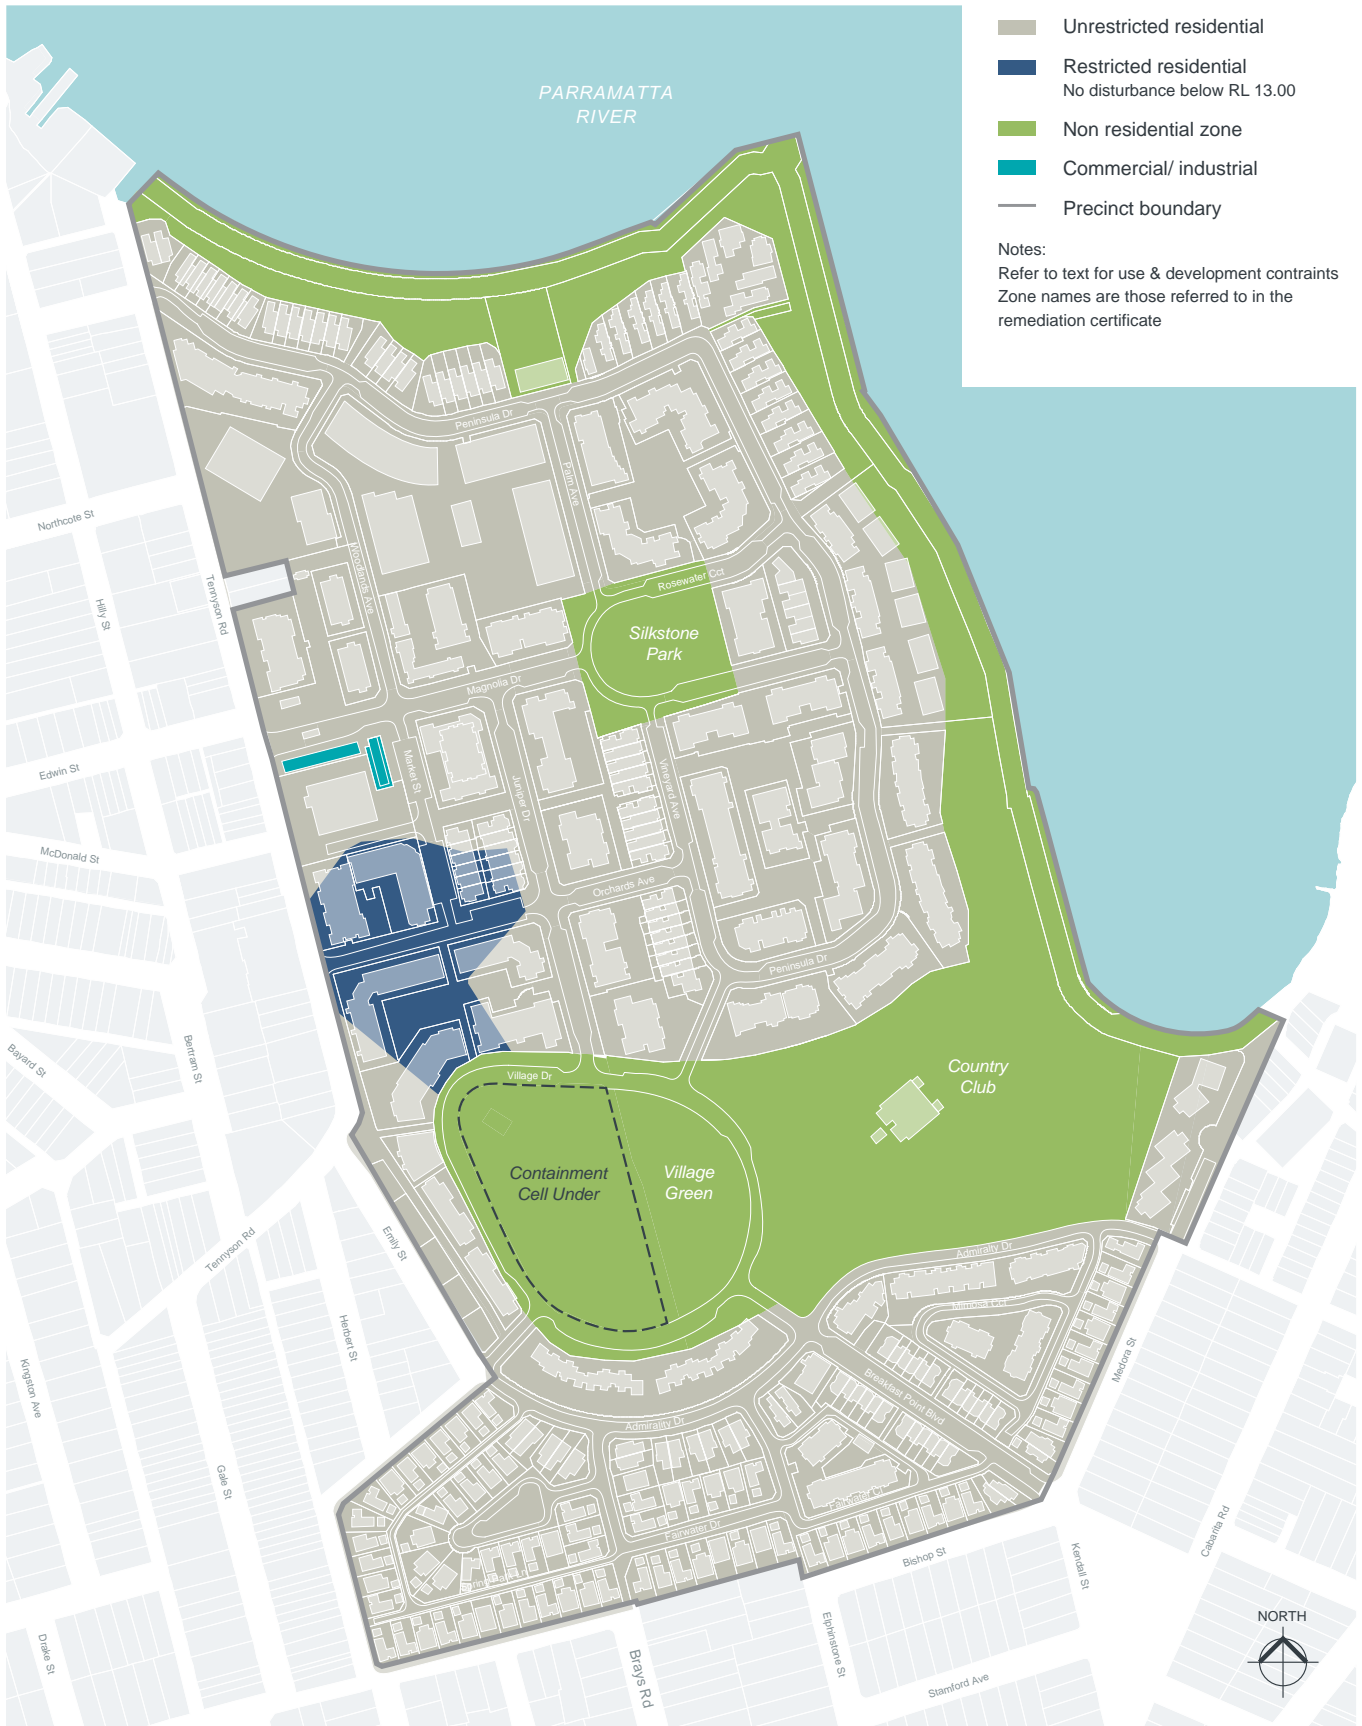 Unrestricted residential
Restricted residential
No disturbance below RL 13.00
Non residential zone
Commercial/ industrial
Precinct boundary
Notes:
Refer to text for use & development contraints
Zone names are those referred to in the
remediation certificate
PARRAMATTA
RIVER
Peninsula Dr
Palm Ave
Northcote St
Woodlands Ave
Rosewater Cct
Tennyson Rd
Hilly St
Silkstone
Park
Magnolia Dr
Market St
Juniper Dr
Vineyard Ave
Edwin St
McDonald St
Orchards Ave
Peninsula Dr
Bayard St
Bertram St
Village Dr
Country
Club
Containment
Cell Under
Village
Green
Tennyson Rd
Emily St
Admiralty Dr
Mimosa Cct
Herbert St
Kingston Ave
Medora St
Breakfast Point Blvd
Admirality Dr
Gale St
Fairwater Cr
Fairwater Dr
Cabarita Rd
Bishop St
Kendall St
Elphinstone St
Drake St
Brays Rd
Stamford Ave
NORTH